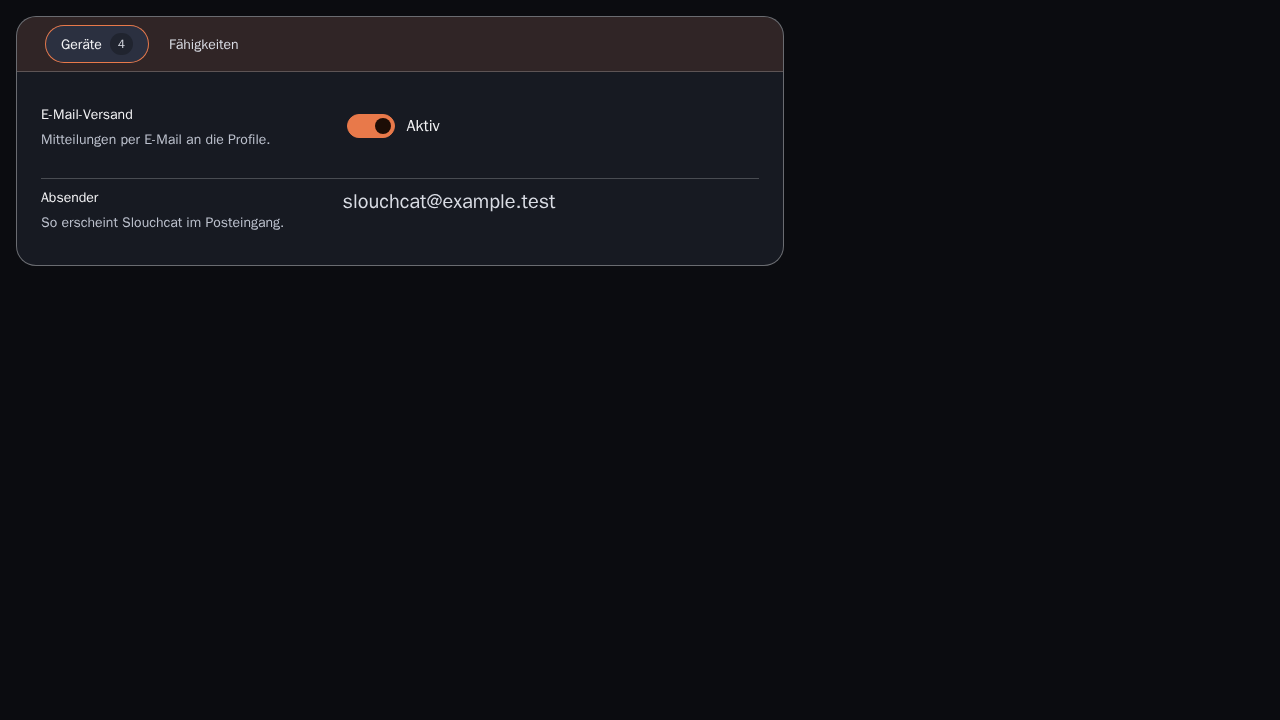 Geräte 4 Fähigkeiten
E-Mail-Versand
Mitteilungen per E-Mail an die Profile.
Aktiv
Absender
So erscheint Slouchcat im Posteingang.
slouchcat@example.test